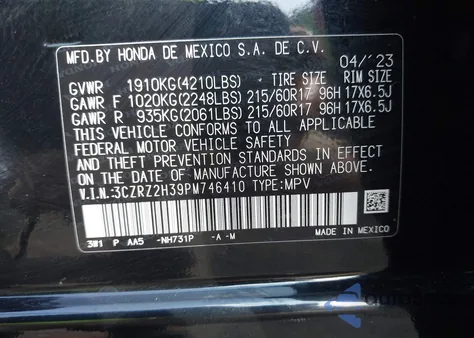 MFD.BY HONDA DE MEXICO S.A. DE C.V.
04/'23
GVWR 1910KG(4210LBS) TIRE SIZE RIM SIZE
GAWR F 1020KG(2248LBS) 215/60R17 96H 17X6.5J
GAWR R 935KG(2061LBS) 215/60R17 96H 17X6.5J
THIS VEHICLE CONFORMS TO ALL APPLICABLE
FEDERAL MOTOR VEHICLE SAFETY
AND THEFT PREVENTION STANDARDS IN EFFECT
ON THE DATE OF MANUFACTURE SHOWN ABOVE.
V.I.N.3CZRZ2H39PM746410 TYPE:MPV
3W1 P AA5 -NH731P -A -M
MADE IN MEXICO